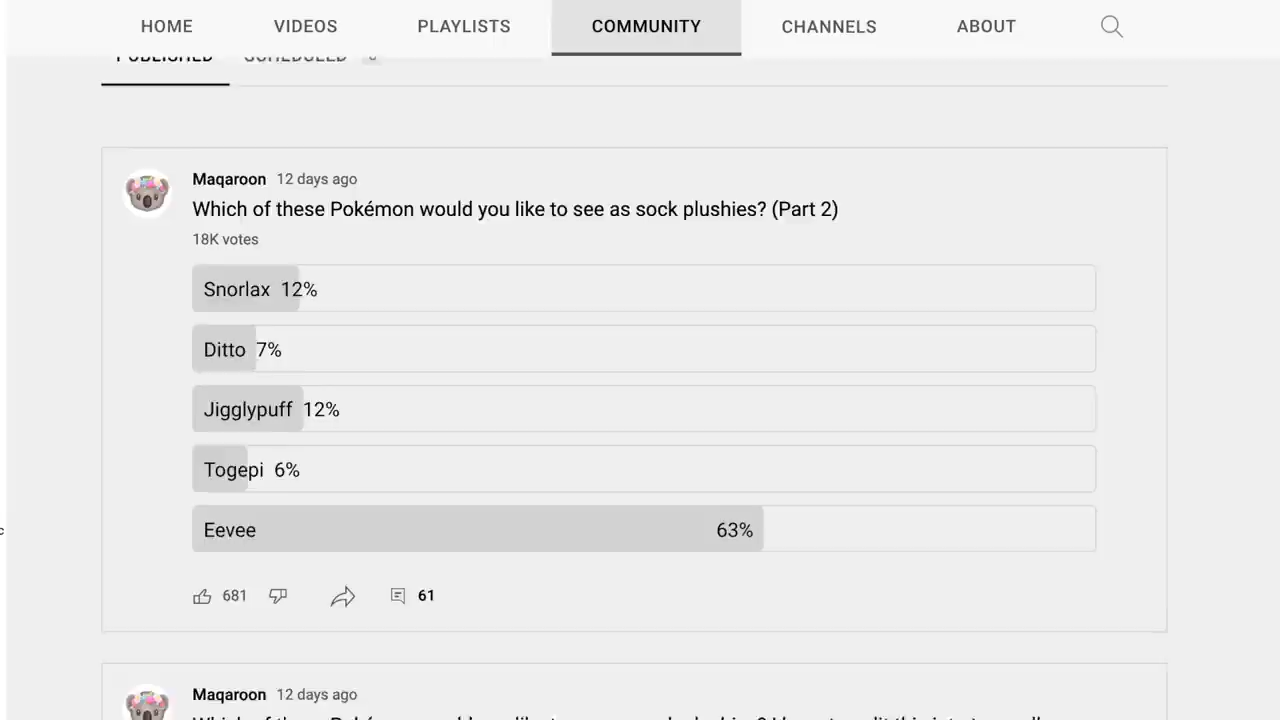 HOME VIDEOS PLAYLISTS COMMUNITY CHANNELS ABOUT
PUBLISHED SCHEDULED
Maqaroon 12 days ago
Which of these Pokémon would you like to see as sock plushies? (Part 2)
18K votes
Snorlax 12%
Ditto 7%
Jigglypuff 12%
Togepi 6%
Eevee 63%
681 61
Maqaroon 12 days ago